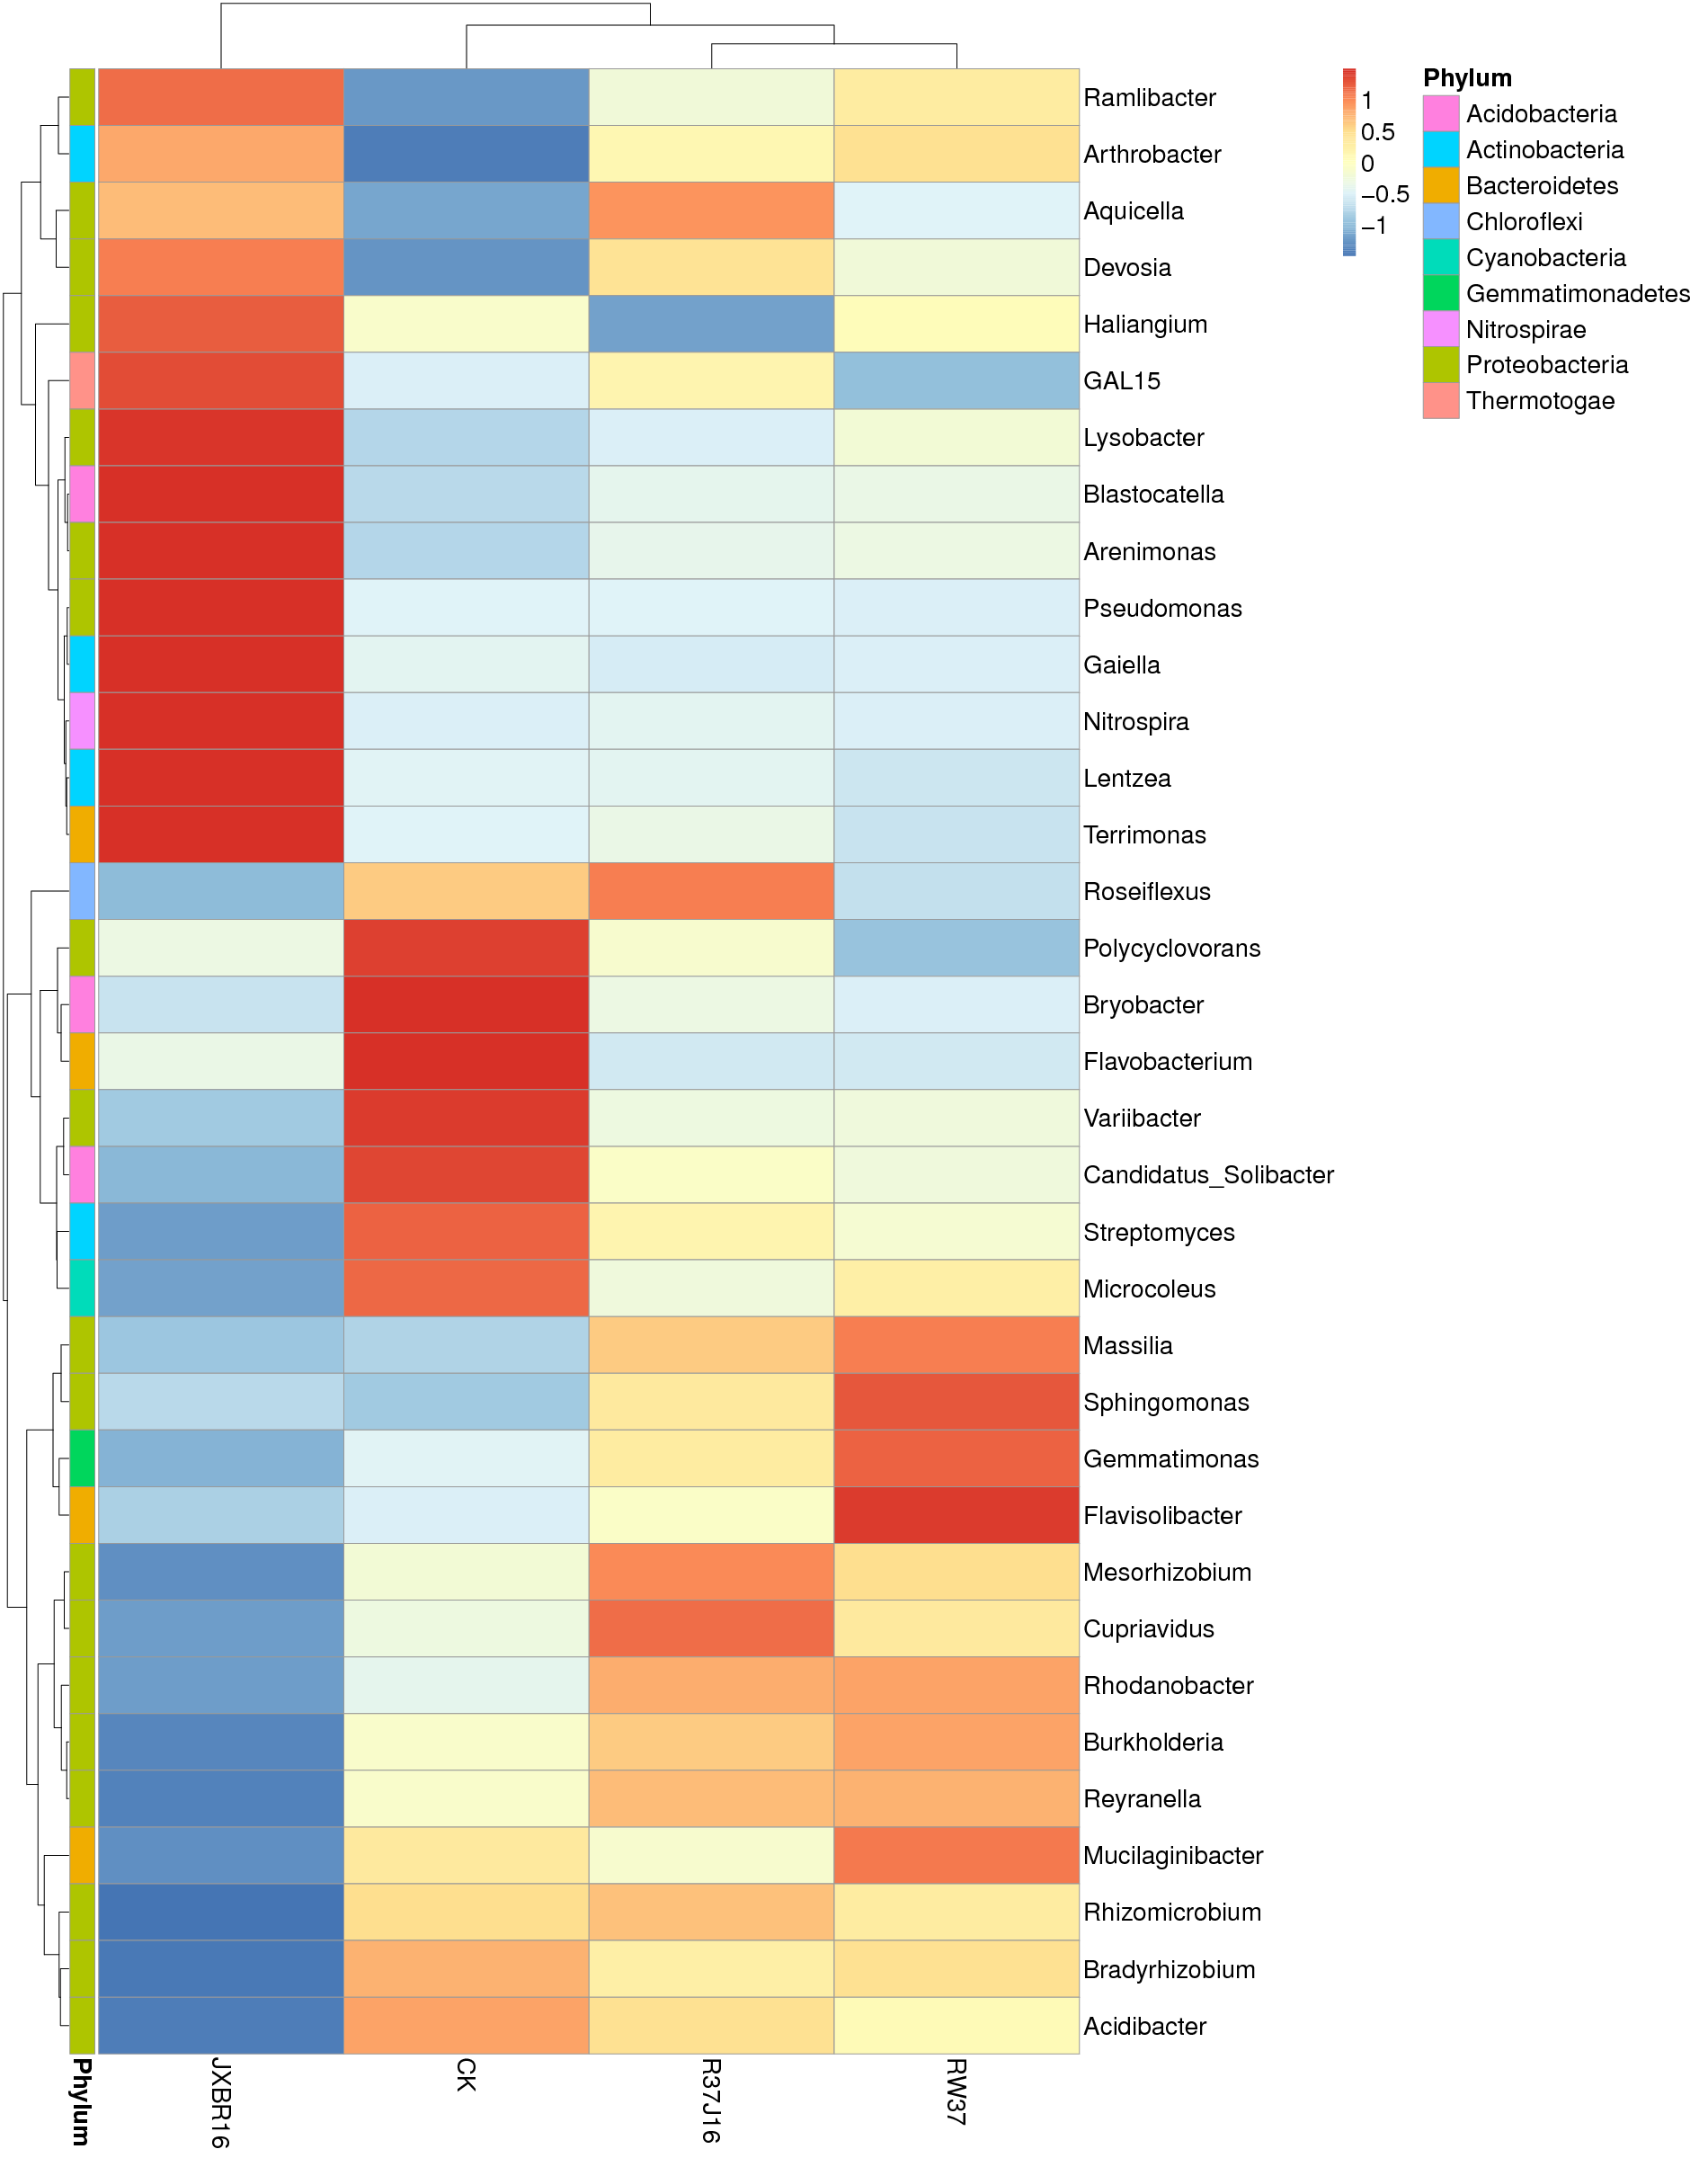 Ramlibacter
Arthrobacter
Aquicella
Devosia
Haliangium
GAL15
Lysobacter
Blastocatella
Arenimonas
Pseudomonas
Gaiella
Nitrospira
Lentzea
Terrimonas
Roseiflexus
Polycyclovorans
Bryobacter
Flavobacterium
Variibacter
Candidatus_Solibacter
Streptomyces
Microcoleus
Massilia
Sphingomonas
Gemmatimonas
Flavisolibacter
Mesorhizobium
Cupriavidus
Rhodanobacter
Burkholderia
Reyranella
Mucilaginibacter
Rhizomicrobium
Bradyrhizobium
Acidibacter
1
0.5
0
−0.5
−1
Phylum
Acidobacteria
Actinobacteria
Bacteroidetes
Chloroflexi
Cyanobacteria
Gemmatimonadetes
Nitrospirae
Proteobacteria
Thermotogae
Phylum
JXBR16
CK
R37J16
RW37